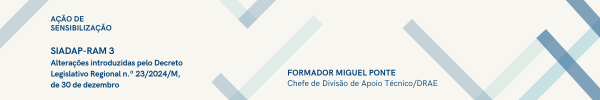 AÇÃO DE
SENSIBILIZAÇÃO
SIADAP-RAM 3
Alterações introduzidas pelo Decreto
Legislativo Regional n.º 23/2024/M,
de 30 de dezembro
FORMADOR MIGUEL PONTE
Chefe de Divisão de Apoio Técnico/DRAE